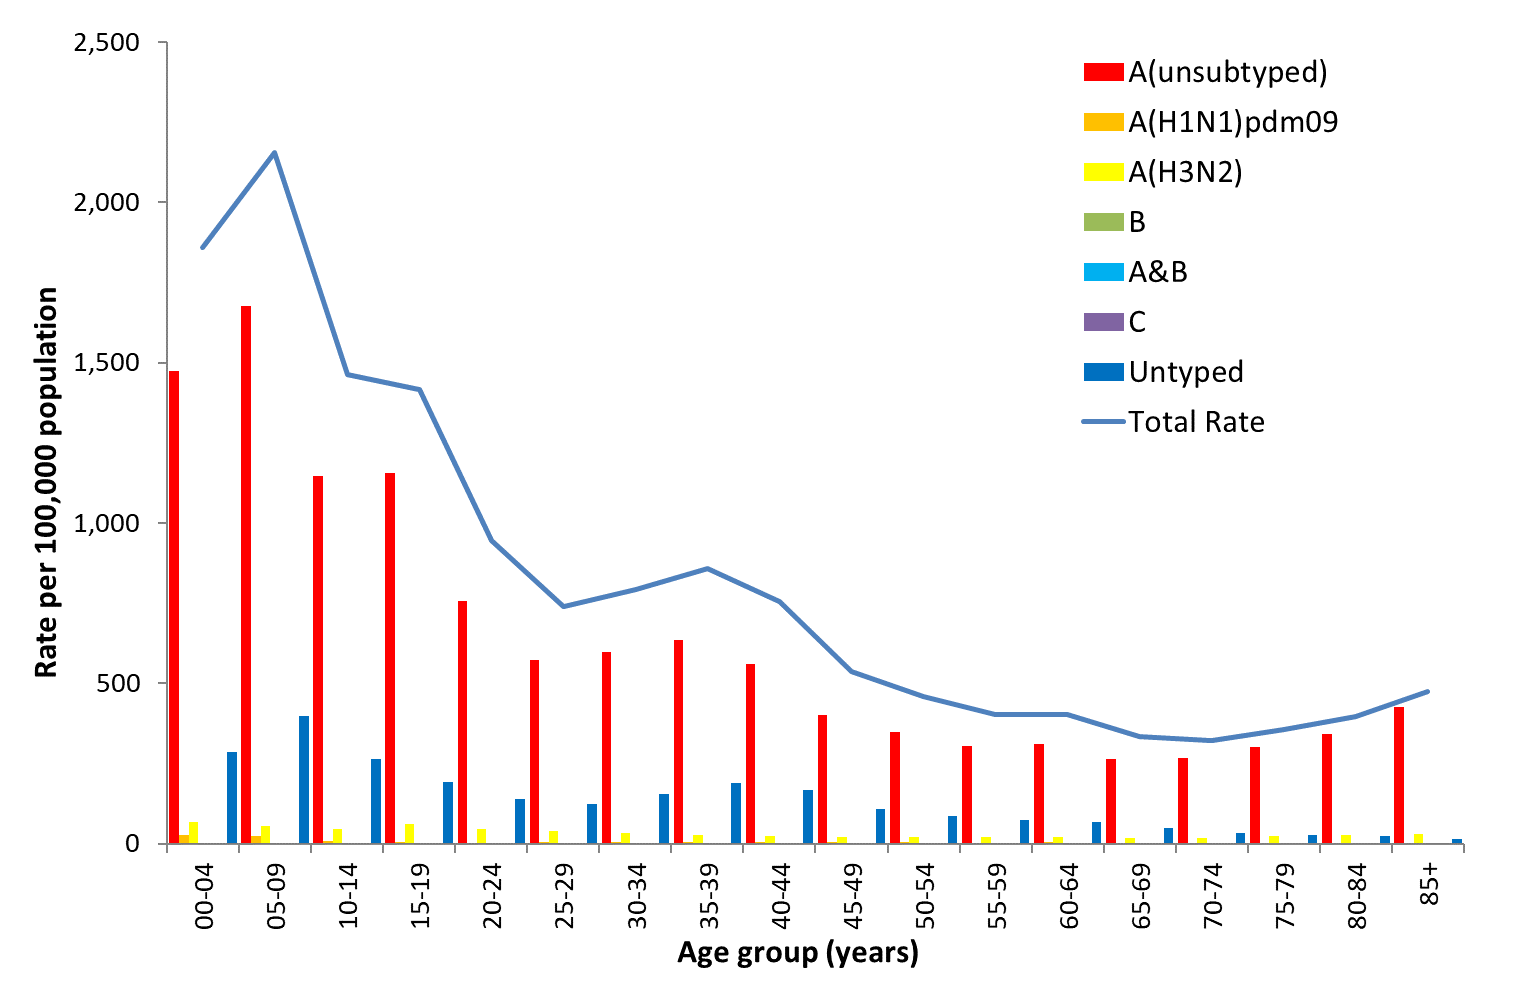 2,500
2,000
1,500
1,000
500
0
Rate per 100,000 population
A(unsubtyped)
A(H1N1)pdm09
A(H3N2)
B
A&B
C
Untyped
Total Rate
00-04
05-09
10-14
15-19
20-24
25-29
30-34
35-39
40-44
45-49
50-54
55-59
60-64
65-69
70-74
75-79
80-84
85+
Age group (years)